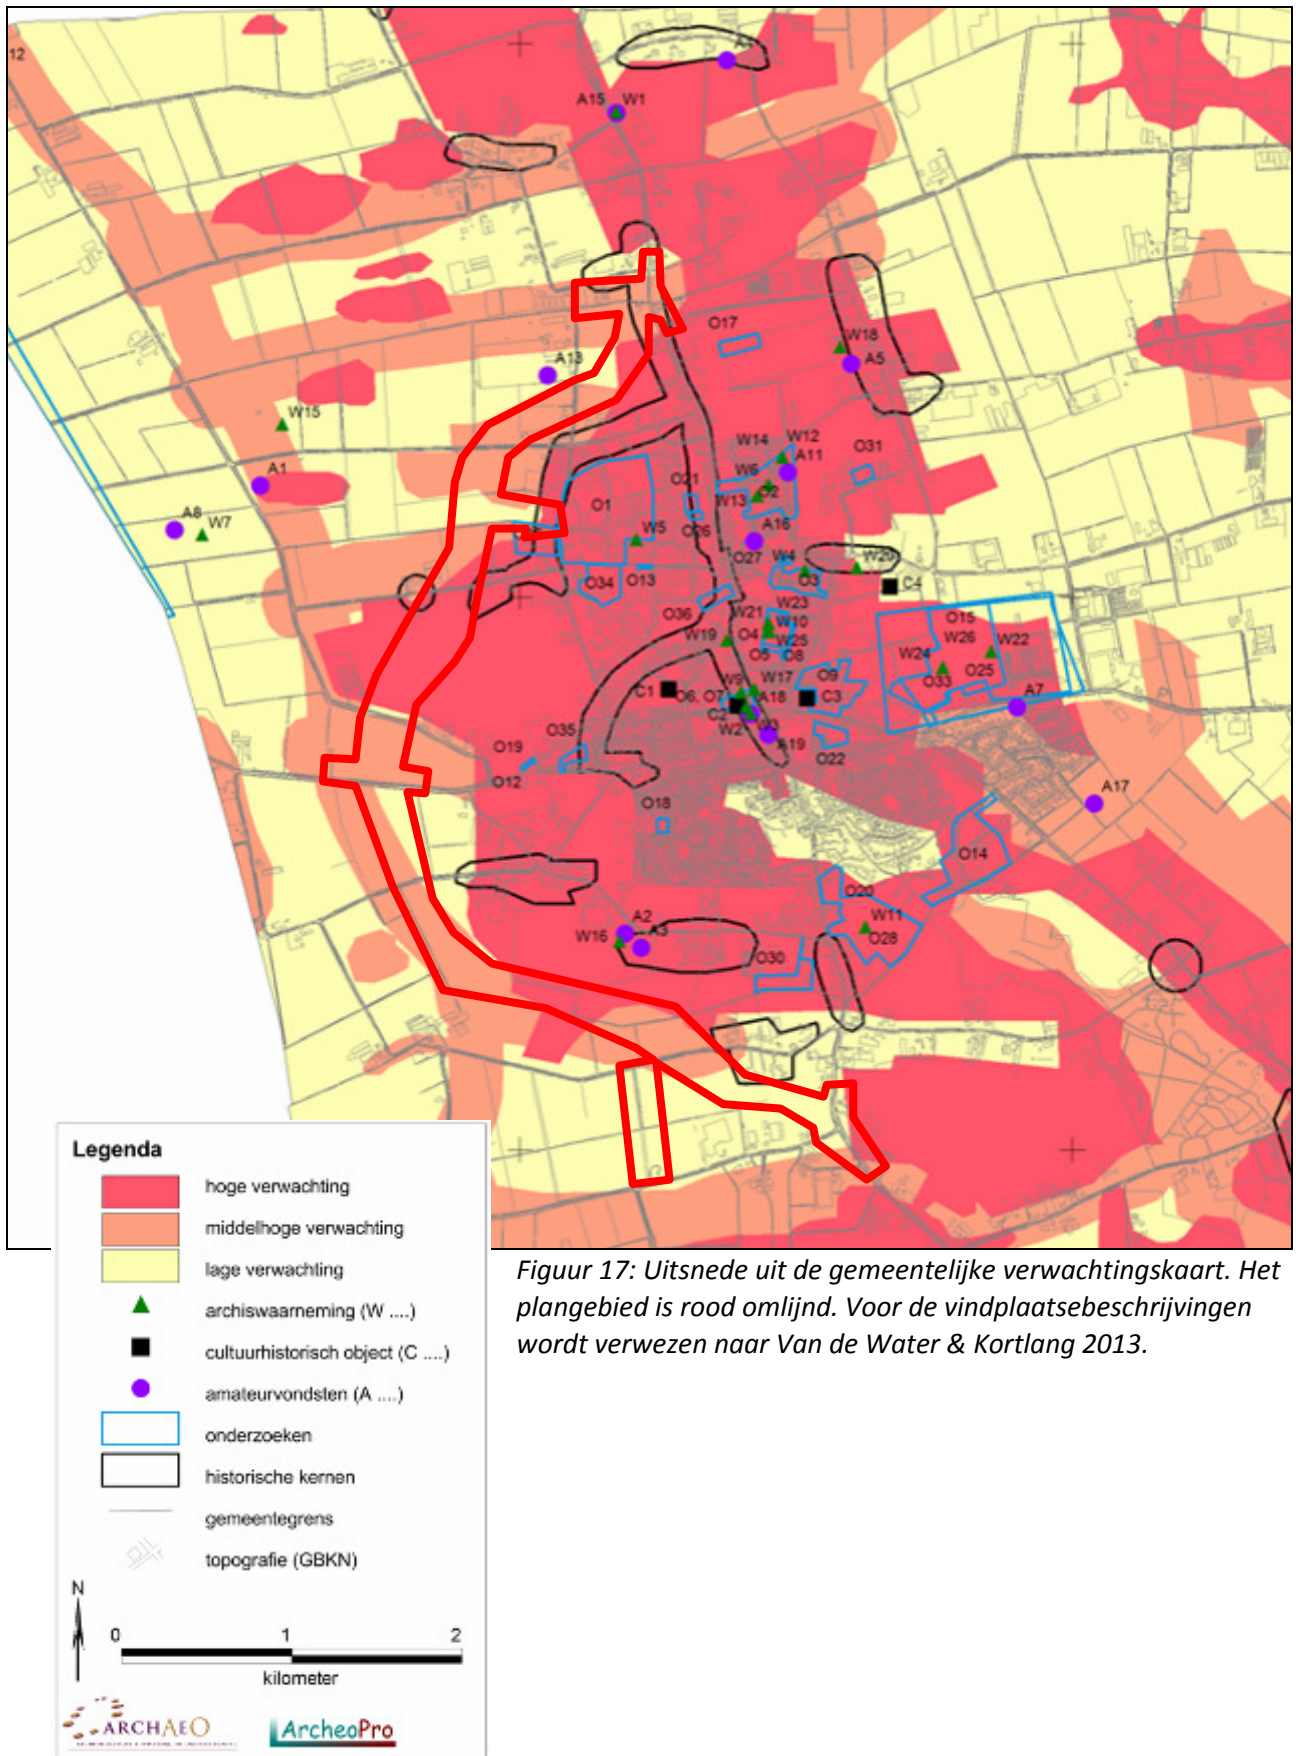 12
A4
A15 W1
O17
W18
A5
A13
W15
A1
A8
W7
W14
W12
A11
W6
O2
W13
O31
O21
O1
W5
O26
A16
O27
O34
O13
W4
O3
W20
C4
O36
W21
W23
W10
W19
O4
W25
O5
O8
O15
W26
W22
W24
O25
O33
C1
O6, O7
W9
W17
A18
O9
C3
C2
W2
W3
A19
A7
O35
O19
O12
O22
A17
O18
O14
O20
W11
O28
A2
A3
W16
O30
Legenda
hoge verwachting
middelhoge verwachting
lage verwachting
archiswaarneming (W ....)
cultuurhistorisch object (C ....)
amateurvondsten (A ....)
onderzoeken
historische kernen
gemeentegrens
topografie (GBKN)
N
0 1 2
kilometer
ARCHAEO
ArcheoPro
Figuur 17: Uitsnede uit de gemeentelijke verwachtingskaart. Het
plangebied is rood omlijnd. Voor de vindplaatsebeschrijvingen
wordt verwezen naar Van de Water & Kortlang 2013.